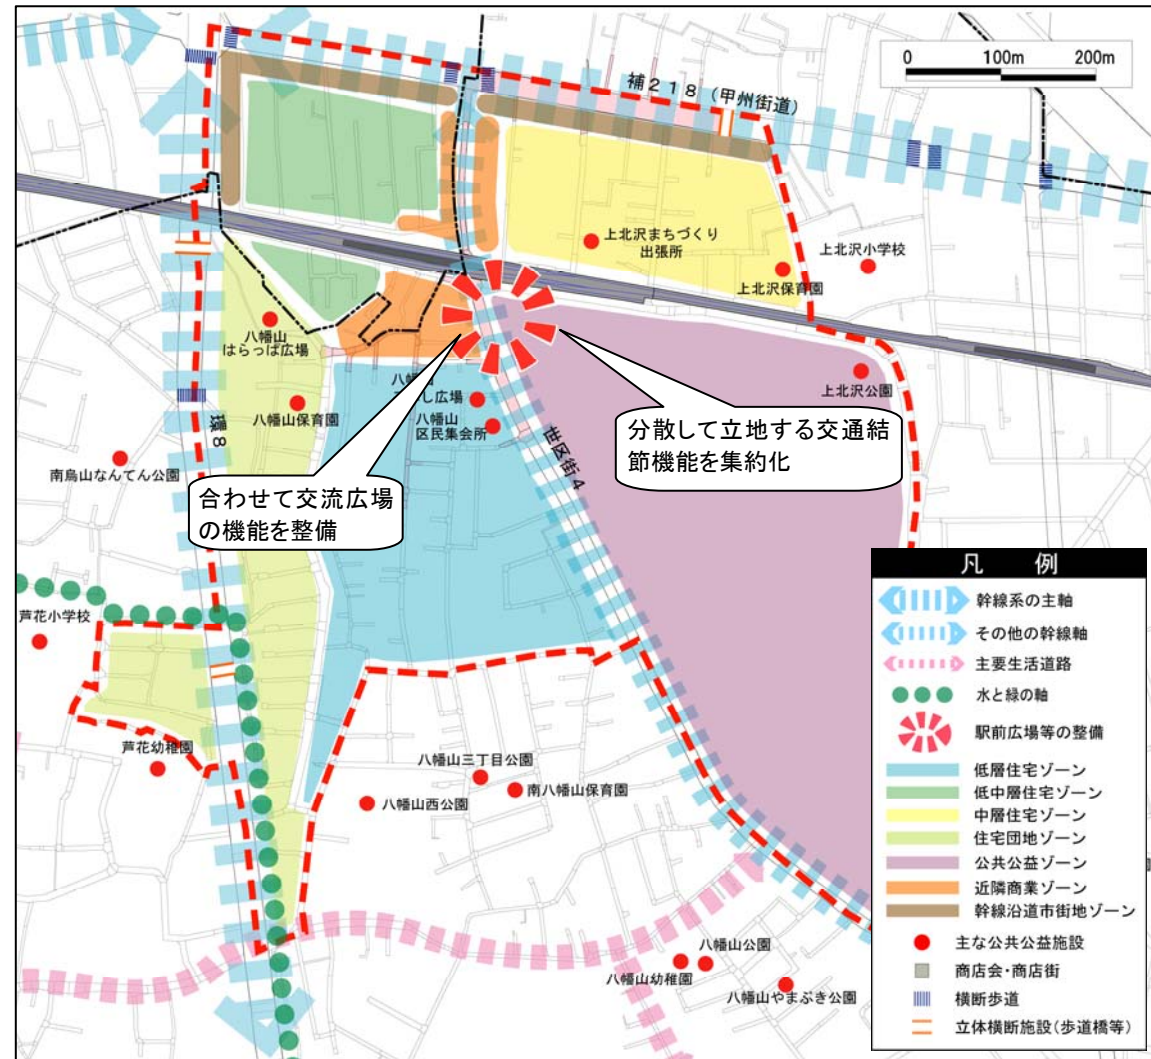 0 100m 200m
補218（甲州街道）
上北沢まちづくり
出張所
上北沢小学校
上北沢保育園
八幡山
はらっぱ広場
八幡山保育園
上北沢公園
八幡山
し広場
八幡山
区民集会所
環8
世区街4
南烏山なんてん公園
分散して立地する交通結
節機能を集約化
合わせて交流広場
の機能を整備
芦花小学校
芦花幼稚園
八幡山三丁目公園
南八幡山保育園
八幡山西公園
八幡山公園
八幡山幼稚園
八幡山やまぶき公園
凡 例
幹線系の主軸
その他の幹線軸
主要生活道路
水と緑の軸
駅前広場等の整備
低層住宅ゾーン
低中層住宅ゾーン
中層住宅ゾーン
住宅団地ゾーン
公共公益ゾーン
近隣商業ゾーン
幹線沿道市街地ゾーン
主な公共公益施設
商店会・商店街
横断歩道
立体横断施設(歩道橋等)